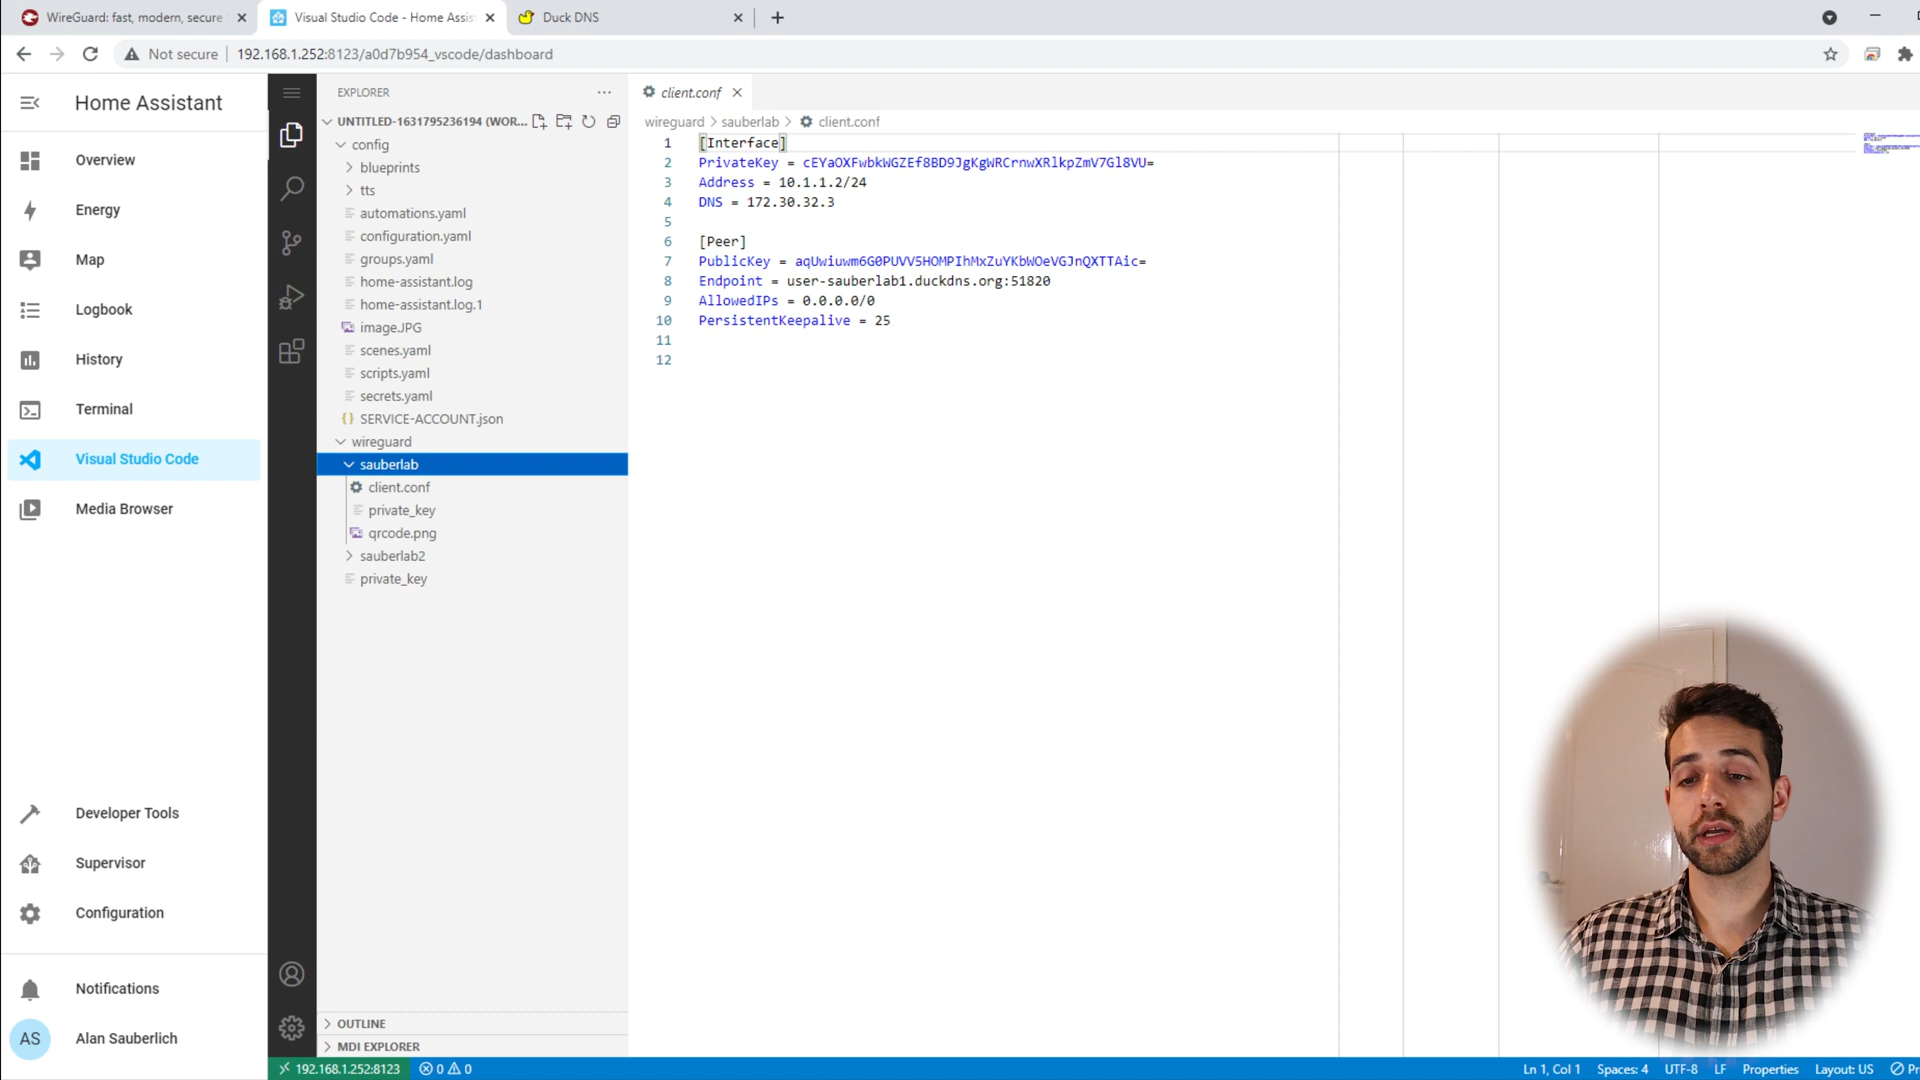 WireGuard: fast, modern, secure
Visual Studio Code - Home Assis
Duck DNS
Not secure
192.168.1.252:8123/a0d7b954_vscode/dashboard
Home Assistant
Overview
Energy
Map
Logbook
History
Terminal
Visual Studio Code
Media Browser
Developer Tools
Supervisor
Configuration
Notifications
AS
Alan Sauberlich
EXPLORER
UNTITLED-1631795236194 (WOR...
config
blueprints
tts
automations.yaml
configuration.yaml
groups.yaml
home-assistant.log
home-assistant.log.1
image.JPG
scenes.yaml
scripts.yaml
secrets.yaml
SERVICE-ACCOUNT.json
wireguard
sauberlab
client.conf
private_key
qrcode.png
sauberlab2
private_key
OUTLINE
MDI EXPLORER
client.conf
wireguard > sauberlab > client.conf
1 [Interface]
2 PrivateKey = cEYaOXFwbkWGZEf8BD9JgKgWRCrnwXRlkpZmV7Gl8VU=
3 Address = 10.1.1.2/24
4 DNS = 172.30.32.3
5
6 [Peer]
7 PublicKey = aqUwiuwm6G0PUVV5HOMPIhMxZuYKbWOeVGJnQXTTAic=
8 Endpoint = user-sauberlab1.duckdns.org:51820
9 AllowedIPs = 0.0.0.0/0
10 PersistentKeepalive = 25
11
12
192.168.1.252:8123
0 0
Ln 1, Col 1
Spaces: 4
UTF-8
LF
Properties
Layout: US
Pr